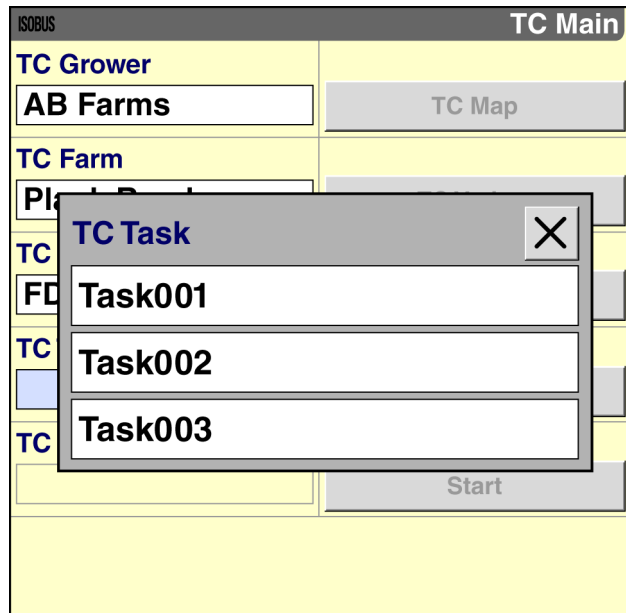 ISOBUS
TC Main
TC Grower
AB Farms
TC Map
TC Farm
TC Task
TC
Task001
Task002
TC
Task003
TC
Start